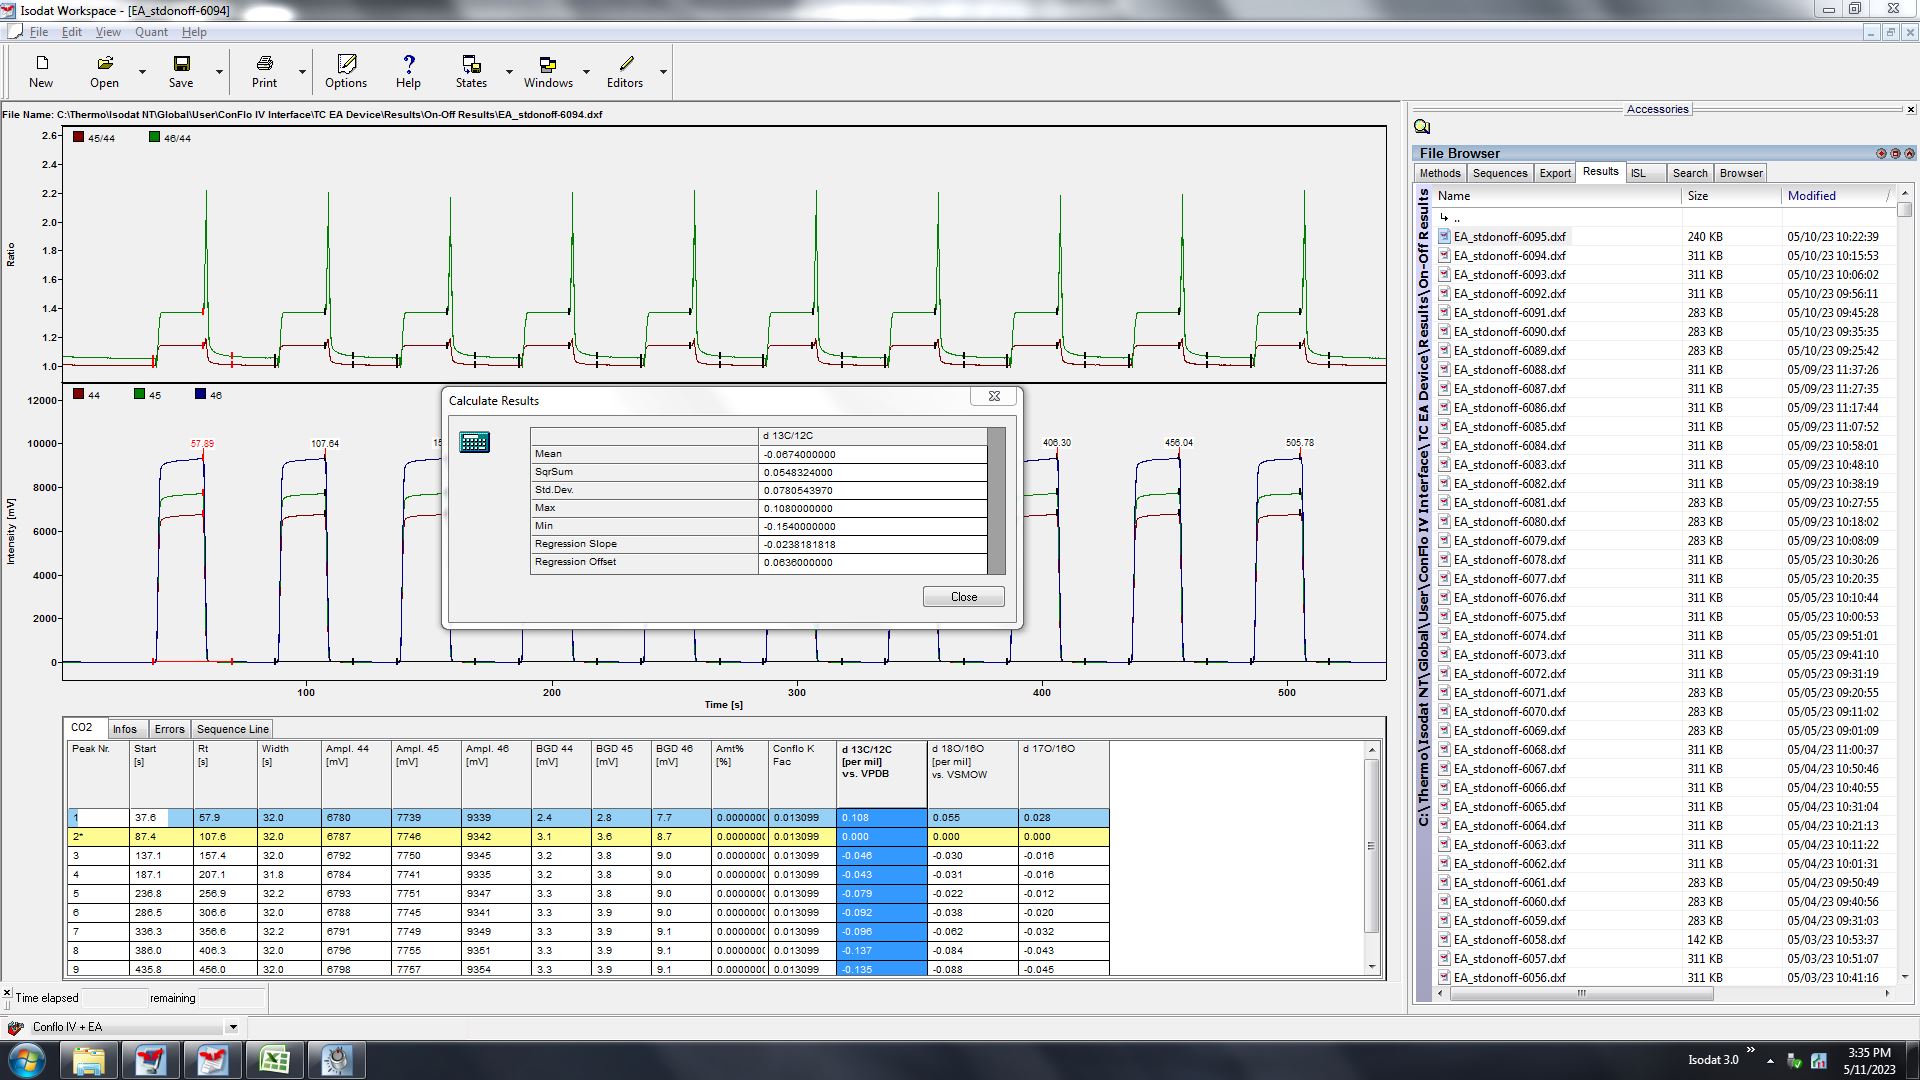 Isodat Workspace - [EA_stdonoff-6094]
File Edit View Quant Help
New Open Save Print Options Help States Windows Editors
File Name: C:\Thermo\Isodat NT\Global\User\ConFlo IV Interface\TC EA Device\Results\On-Off Results\EA_stdonoff-6094.dxf
45/44 46/44
2.6
2.4
2.2
2.0
1.8
1.6
1.4
1.2
1.0
Ratio
44 45 46
12000
10000
8000
6000
4000
2000
0
Intensity [mV]
57.89 107.64 15 406.30 456.04 505.78
100 200 300 400 500
Time [s]
Calculate Results
d 13C/12C
Mean -0.0674000000
SqrSum 0.0548324000
Std.Dev. 0.0780543970
Max 0.1080000000
Min -0.1540000000
Regression Slope -0.0238181818
Regression Offset 0.0636000000
Close
CO2 Infos Errors Sequence Line
Peak Nr. Start Rt Width Ampl. 44 Ampl. 45 Ampl. 46 BGD 44 BGD 45 BGD 46 Amt% Conflo K d 13C/12C d 18O/16O d 17O/16O
[s] [s] [s] [mV] [mV] [mV] [mV] [mV] [mV] [%] Fac [per mil] [per mil]
vs. VPDB vs. VSMOW
1 37.6 57.9 32.0 6780 7739 9339 2.4 2.8 7.7 0.0000000 0.013099 0.108 0.055 0.028
2* 87.4 107.6 32.0 6787 7746 9342 3.1 3.6 8.7 0.0000000 0.013099 0.000 0.000 0.000
3 137.1 157.4 32.0 6792 7750 9345 3.2 3.8 9.0 0.0000000 0.013099 -0.046 -0.030 -0.016
4 187.1 207.1 31.8 6784 7741 9335 3.2 3.8 9.0 0.0000000 0.013099 -0.043 -0.031 -0.016
5 236.8 256.9 32.2 6793 7751 9347 3.3 3.9 9.0 0.0000000 0.013099 -0.079 -0.022 -0.012
6 286.5 306.6 32.0 6788 7745 9341 3.3 3.9 9.0 0.0000000 0.013099 -0.092 -0.038 -0.020
7 336.3 356.6 32.2 6791 7749 9349 3.3 3.9 9.1 0.0000000 0.013099 -0.096 -0.062 -0.032
8 386.0 406.3 32.0 6796 7755 9351 3.3 3.9 9.1 0.0000000 0.013099 -0.137 -0.084 -0.043
9 435.8 456.0 32.0 6798 7757 9354 3.3 3.9 9.1 0.0000000 0.013099 -0.135 -0.088 -0.045
Time elapsed remaining
Conflo IV + EA
Accessories
File Browser
Methods Sequences Export Results ISL Search Browser
C:\Thermo\Isodat NT\Global\User\ConFlo IV Interface\TC EA Device\Results\On-Off Results
Name Size Modified
..
EA_stdonoff-6095.dxf 240 KB 05/10/23 10:22:39
EA_stdonoff-6094.dxf 311 KB 05/10/23 10:15:53
EA_stdonoff-6093.dxf 311 KB 05/10/23 10:06:02
EA_stdonoff-6092.dxf 311 KB 05/10/23 09:56:11
EA_stdonoff-6091.dxf 283 KB 05/10/23 09:45:28
EA_stdonoff-6090.dxf 283 KB 05/10/23 09:35:35
EA_stdonoff-6089.dxf 283 KB 05/10/23 09:25:42
EA_stdonoff-6088.dxf 311 KB 05/09/23 11:37:26
EA_stdonoff-6087.dxf 311 KB 05/09/23 11:27:35
EA_stdonoff-6086.dxf 311 KB 05/09/23 11:17:44
EA_stdonoff-6085.dxf 311 KB 05/09/23 11:07:52
EA_stdonoff-6084.dxf 311 KB 05/09/23 10:58:01
EA_stdonoff-6083.dxf 311 KB 05/09/23 10:48:10
EA_stdonoff-6082.dxf 311 KB 05/09/23 10:38:19
EA_stdonoff-6081.dxf 283 KB 05/09/23 10:27:55
EA_stdonoff-6080.dxf 283 KB 05/09/23 10:18:02
EA_stdonoff-6079.dxf 283 KB 05/09/23 10:08:09
EA_stdonoff-6078.dxf 311 KB 05/05/23 10:30:26
EA_stdonoff-6077.dxf 311 KB 05/05/23 10:20:35
EA_stdonoff-6076.dxf 311 KB 05/05/23 10:10:44
EA_stdonoff-6075.dxf 311 KB 05/05/23 10:00:53
EA_stdonoff-6074.dxf 311 KB 05/05/23 09:51:01
EA_stdonoff-6073.dxf 311 KB 05/05/23 09:41:10
EA_stdonoff-6072.dxf 311 KB 05/05/23 09:31:19
EA_stdonoff-6071.dxf 283 KB 05/05/23 09:20:55
EA_stdonoff-6070.dxf 283 KB 05/05/23 09:11:02
EA_stdonoff-6069.dxf 283 KB 05/05/23 09:01:09
EA_stdonoff-6068.dxf 311 KB 05/04/23 11:00:37
EA_stdonoff-6067.dxf 311 KB 05/04/23 10:50:46
EA_stdonoff-6066.dxf 311 KB 05/04/23 10:40:55
EA_stdonoff-6065.dxf 311 KB 05/04/23 10:31:04
EA_stdonoff-6064.dxf 311 KB 05/04/23 10:21:13
EA_stdonoff-6063.dxf 311 KB 05/04/23 10:11:22
EA_stdonoff-6062.dxf 311 KB 05/04/23 10:01:31
EA_stdonoff-6061.dxf 283 KB 05/04/23 09:50:49
EA_stdonoff-6060.dxf 283 KB 05/04/23 09:40:56
EA_stdonoff-6059.dxf 283 KB 05/04/23 09:31:03
EA_stdonoff-6058.dxf 142 KB 05/03/23 10:53:37
EA_stdonoff-6057.dxf 311 KB 05/03/23 10:51:07
EA_stdonoff-6056.dxf 311 KB 05/03/23 10:41:16
Isodat 3.0
3:35 PM
5/11/2023